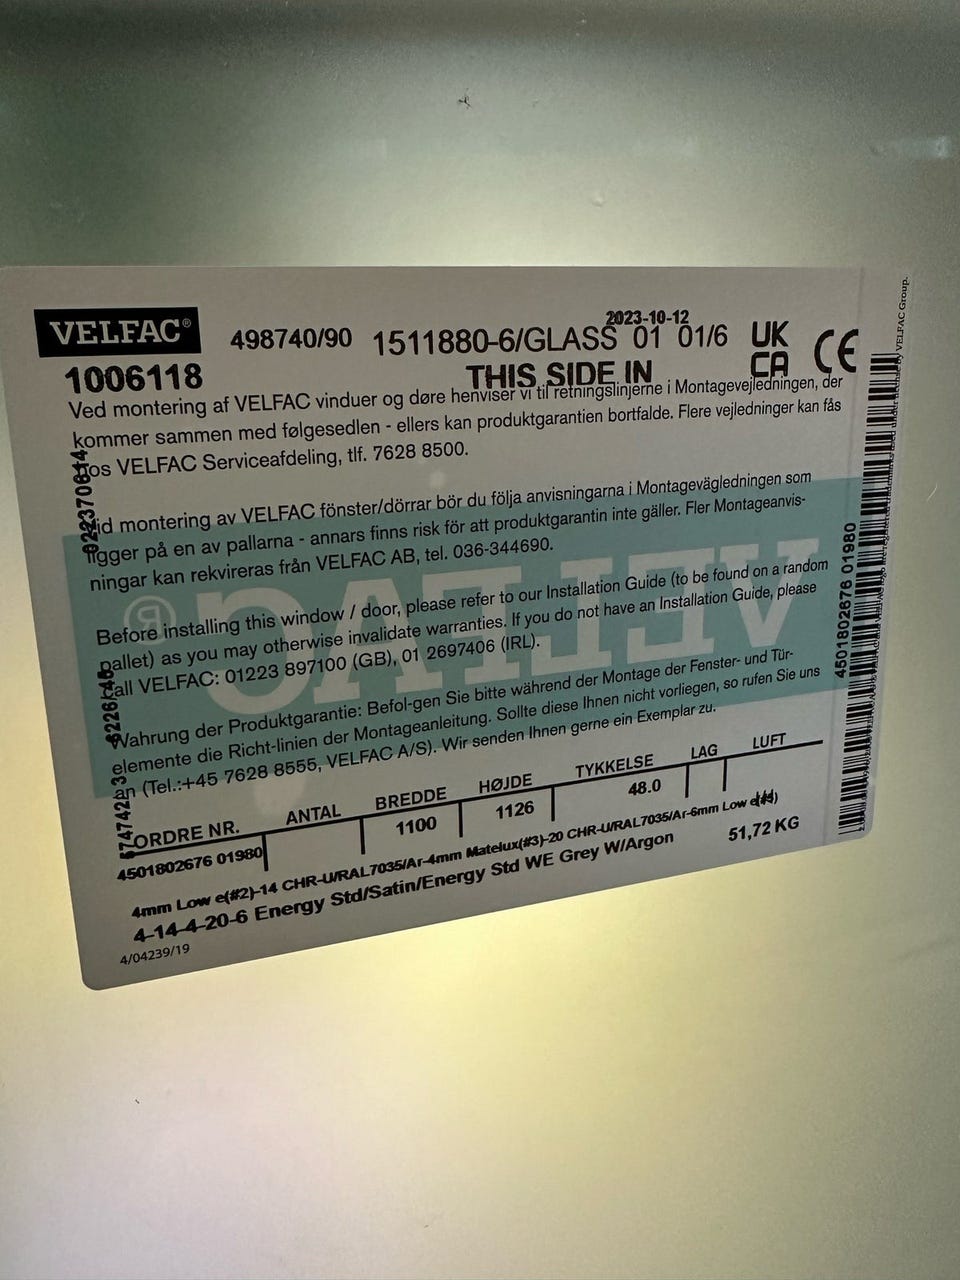 VELFAC®
498740/90
2023-10-12
1511880-6/GLASS 01 01/6
UK
CA
CE
1006118
THIS SIDE IN
Ved montering af VELFAC vinduer og døre henviser vi til retningslinjerne i Montagevejledningen, der
kommer sammen med følgesedlen - ellers kan produktgarantien bortfalde. Flere vejledninger kan fås
os VELFAC Serviceafdeling, tlf. 7628 8500.
id montering av VELFAC fönster/dörrar bör du följa anvisningarna i Montagevägledningen som
ligger på en av pallarna - annars finns risk för att produktgarantin inte gäller. Fler Montageanvis-
ningar kan rekvireras från VELFAC AB, tel. 036-344690.
Before installing this window / door, please refer to our Installation Guide (to be found on a random
pallet) as you may otherwise invalidate warranties. If you do not have an Installation Guide, please
call VELFAC: 01223 897100 (GB), 01 2697406 (IRL).
Wahrung der Produktgarantie: Befol-gen Sie bitte während der Montage der Fenster- und Tür-
elemente die Richt-linien der Montageanleitung. Sollte diese Ihnen nicht vorliegen, so rufen Sie uns
an (Tel.:+45 7628 8555, VELFAC A/S). Wir senden Ihnen gerne ein Exemplar zu.
VELFAC®
ORDRE NR. ANTAL BREDDE HØJDE TYKKELSE LAG LUFT
4501802676 01980 1100 1126 48.0
4mm Low e(#2)-14 CHR-U/RAL7035/Ar-4mm Matelux(#3)-20 CHR-U/RAL7035/Ar-6mm Low
4-14-4-20-6 Energy Std/Satin/Energy Std WE Grey W/Argon
51,72 KG
4/04239/19
4501802676 01980
VELFAC Group.